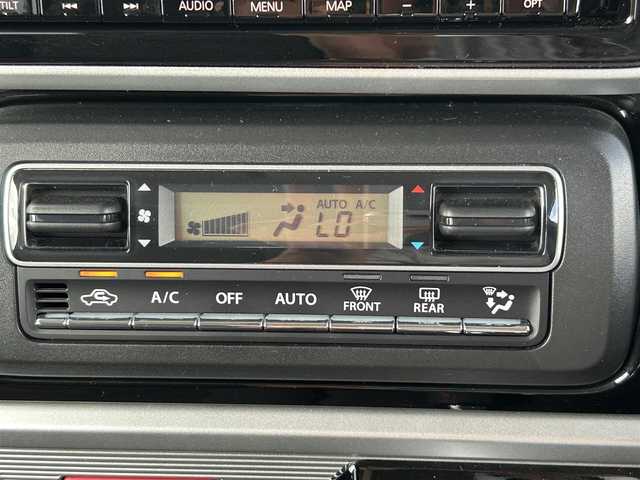 TILT AUDIO MENU MAP − + OPT
AUTO A/C
LO
A/C OFF AUTO FRONT REAR